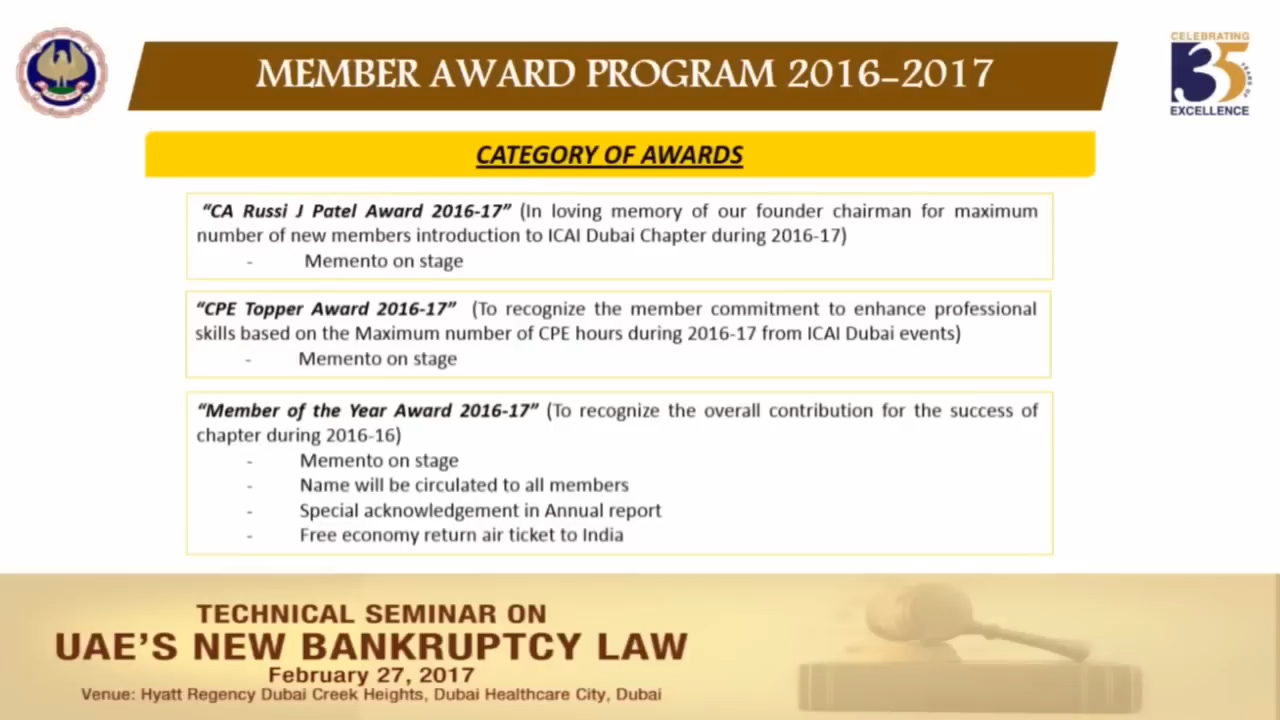 CELEBRATING
35
YEARS OF
EXCELLENCE
MEMBER AWARD PROGRAM 2016-2017
CATEGORY OF AWARDS
“CA Russi J Patel Award 2016-17” (In loving memory of our founder chairman for maximum
number of new members introduction to ICAI Dubai Chapter during 2016-17)
- Memento on stage
“CPE Topper Award 2016-17” (To recognize the member commitment to enhance professional
skills based on the Maximum number of CPE hours during 2016-17 from ICAI Dubai events)
- Memento on stage
“Member of the Year Award 2016-17” (To recognize the overall contribution for the success of
chapter during 2016-16)
- Memento on stage
- Name will be circulated to all members
- Special acknowledgement in Annual report
- Free economy return air ticket to India
TECHNICAL SEMINAR ON
UAE’S NEW BANKRUPTCY LAW
February 27, 2017
Venue: Hyatt Regency Dubai Creek Heights, Dubai Healthcare City, Dubai